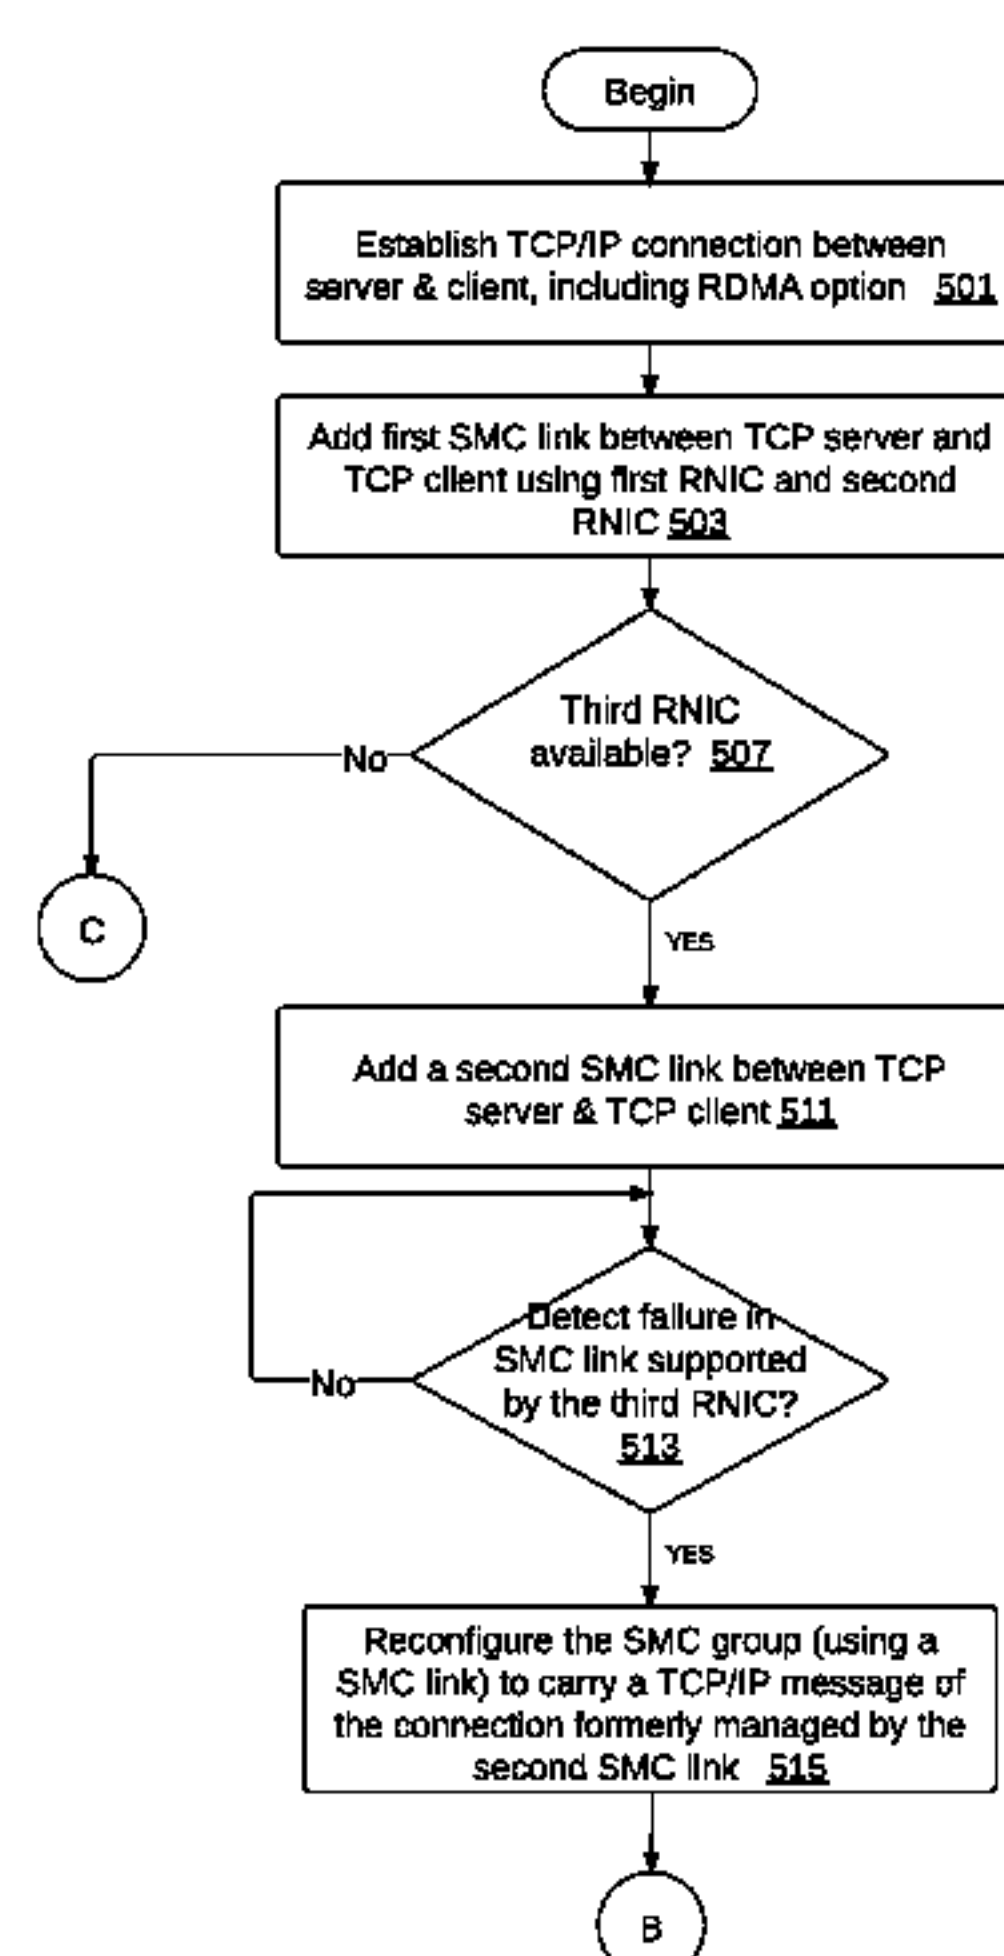 Begin
Establish TCP/IP connection between
server & client, including RDMA option 501
Add first SMC link between TCP server and
TCP client using first RNIC and second
RNIC 503
Third RNIC
available? 507
No
C
YES
Add a second SMC link between TCP
server & TCP client 511
Detect failure in
SMC link supported
by the third RNIC?
513
No
YES
Reconfigure the SMC group (using a
SMC link) to carry a TCP/IP message of
the connection formerly managed by the
second SMC link 515
B